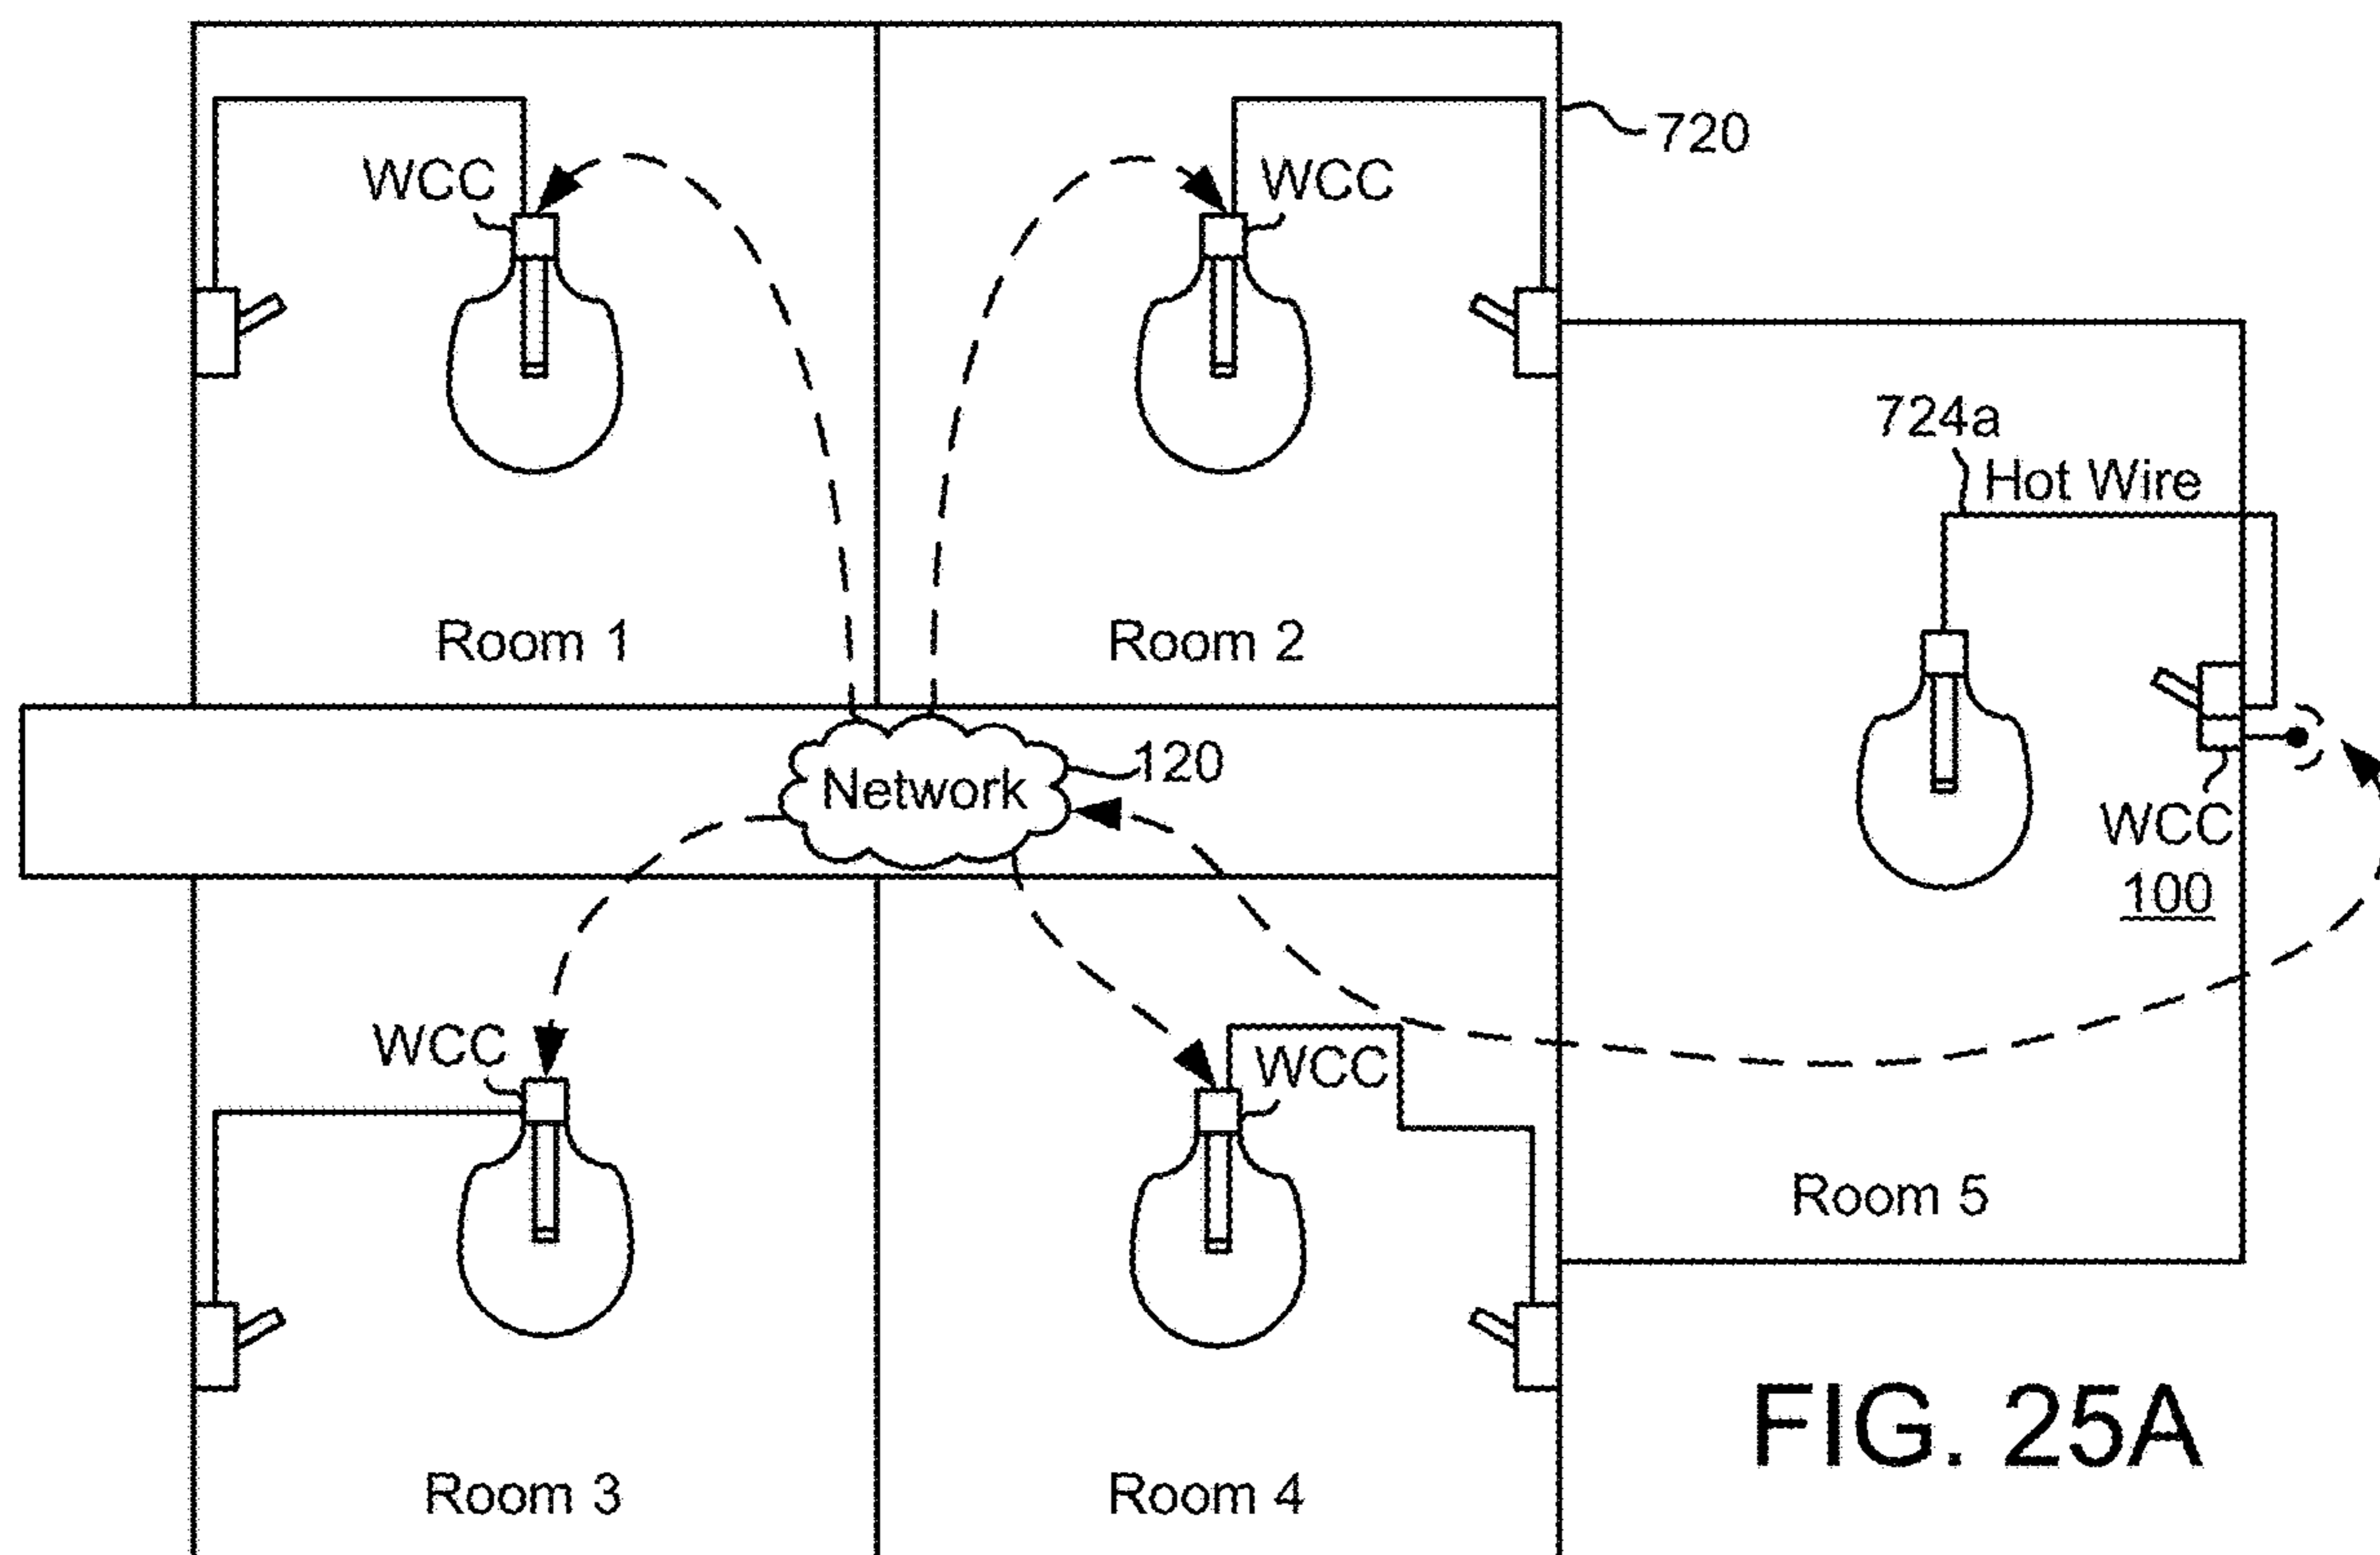 720
WCC
WCC
724a
Hot Wire
Room 1
Room 2
120
Network
WCC
100
WCC
WCC
Room 5
Room 3
Room 4
FIG. 25A